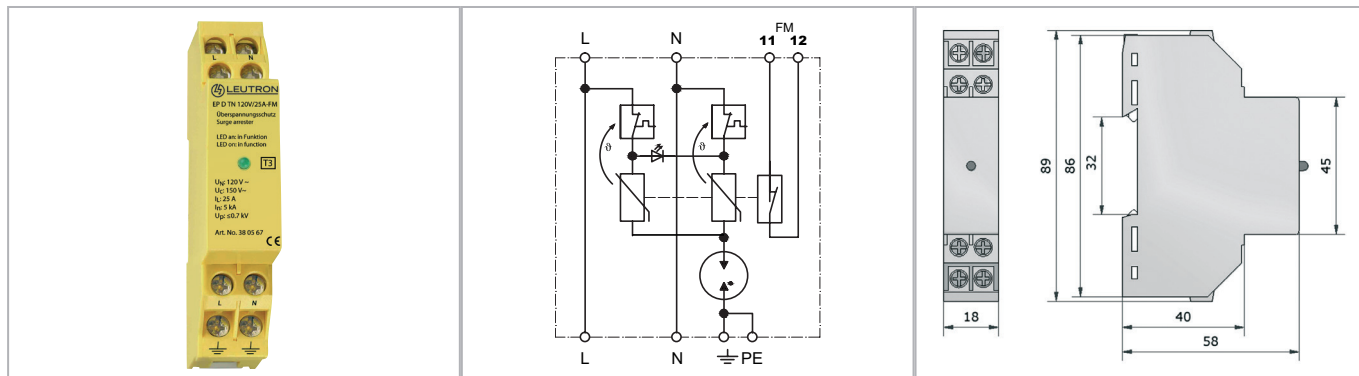 L N
LEUTRON
EP D TN 120V/25A-FM
Überspannungsschutz
Surge arrester
LED an: in Funktion
LED on: in function
T3
UN: 120 V ~
UC: 150 V~
IL: 25 A
In: 5 kA
Up: ≤0.7 kV
Art. No. 38 05 67
CE
L N
L N FM
11 12
ϑ ϑ
L N PE
89 86 32 45
18 40
58